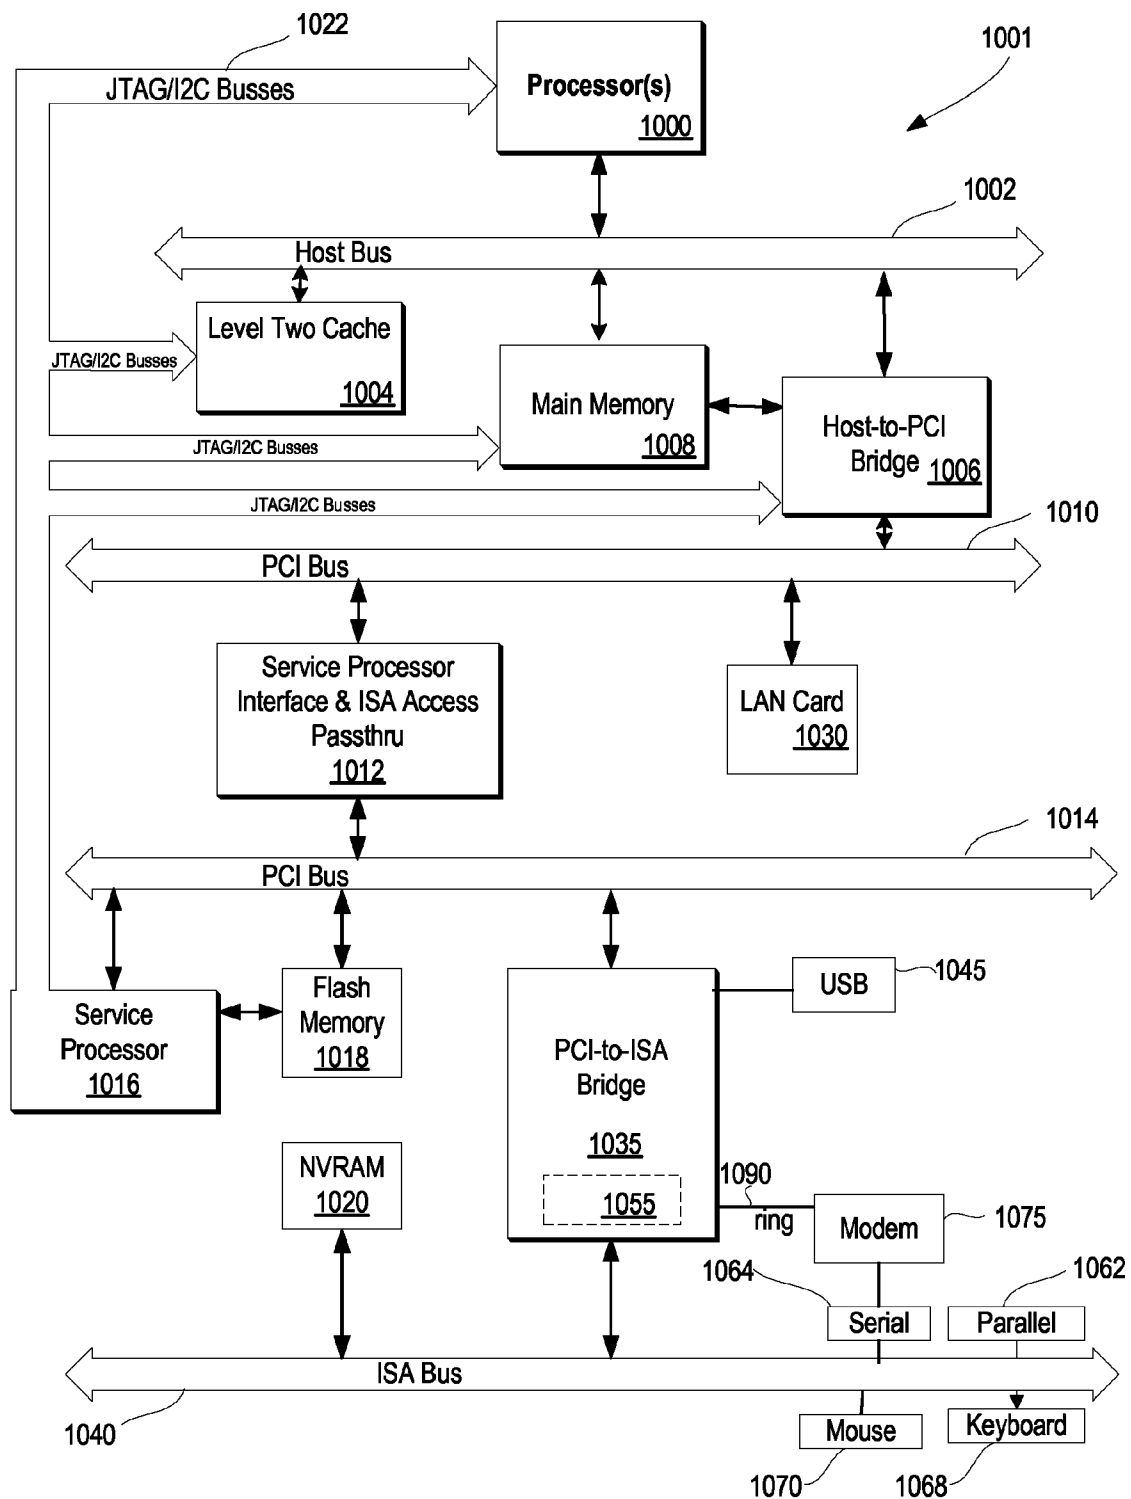 1022
1001
JTAG/I2C Busses
Processor(s)
1000
1002
Host Bus
Level Two Cache
1004
JTAG/I2C Busses
Main Memory
1008
Host-to-PCI
Bridge 1006
JTAG/I2C Busses
JTAG/I2C Busses
1010
PCI Bus
Service Processor
Interface & ISA Access
Passthru
1012
LAN Card
1030
1014
PCI Bus
Service
Processor
1016
Flash
Memory
1018
PCI-to-ISA
Bridge
1035
1055
USB
1045
NVRAM
1020
1090
ring
Modem
1075
1064
1062
Serial
Parallel
ISA Bus
1040
Mouse
Keyboard
1070
1068